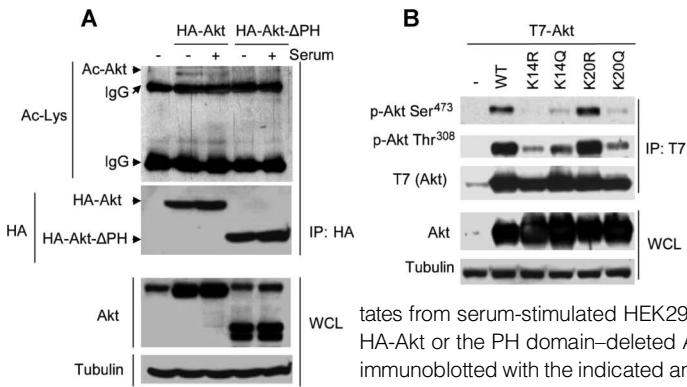 A
HA-Akt HA-Akt-ΔPH
- - + - + Serum
Ac-Akt
IgG
Ac-Lys
IgG
HA-Akt
HA
HA-Akt-ΔPH
IP: HA
Akt
WCL
Tubulin
B
T7-Akt
- WT K14R K14Q K20R K20Q
p-Akt Ser473
p-Akt Thr308
IP: T7
T7 (Akt)
Akt
WCL
Tubulin
tates from serum-stimulated HEK29
HA-Akt or the PH domain–deleted A
immunoblotted with the indicated an